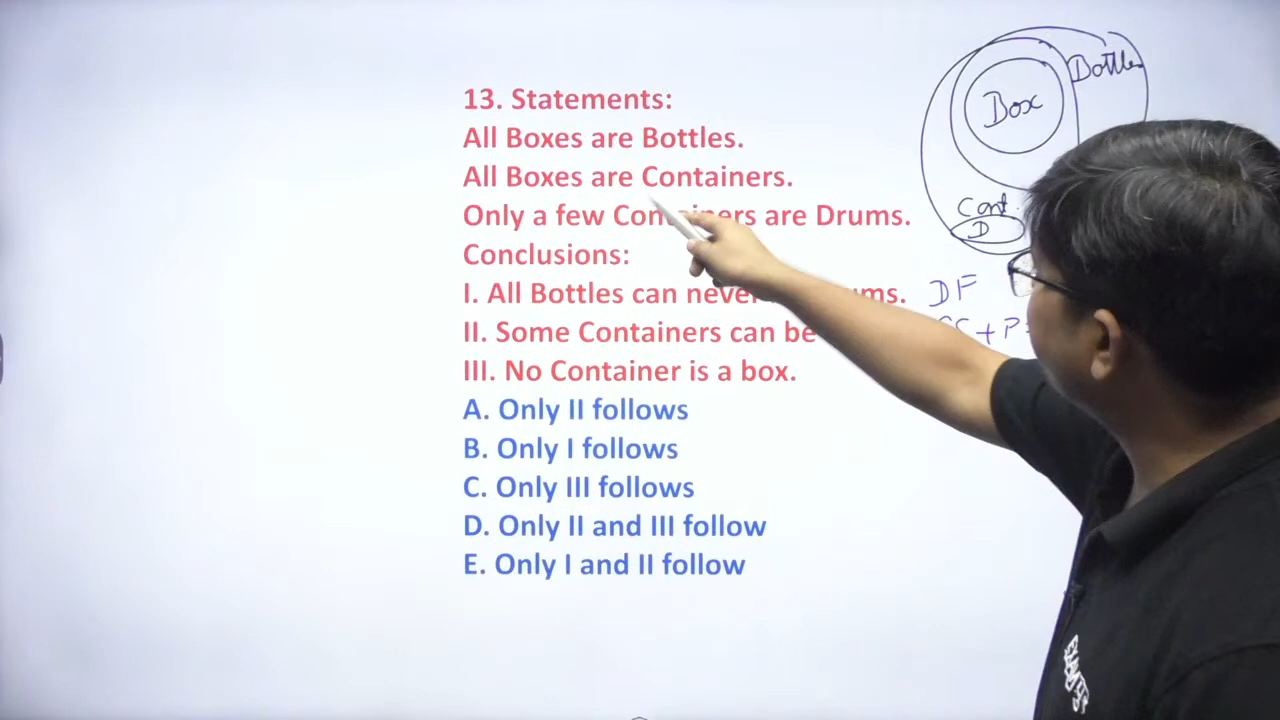 13. Statements:
All Boxes are Bottles.
All Boxes are Containers.
Only a few Containers are Drums.
Conclusions:
I. All Bottles can never
II. Some Containers can be
III. No Container is a box.
A. Only II follows
B. Only I follows
C. Only III follows
D. Only II and III follow
E. Only I and II follow
Box
Bottles
Cont.
D
DF